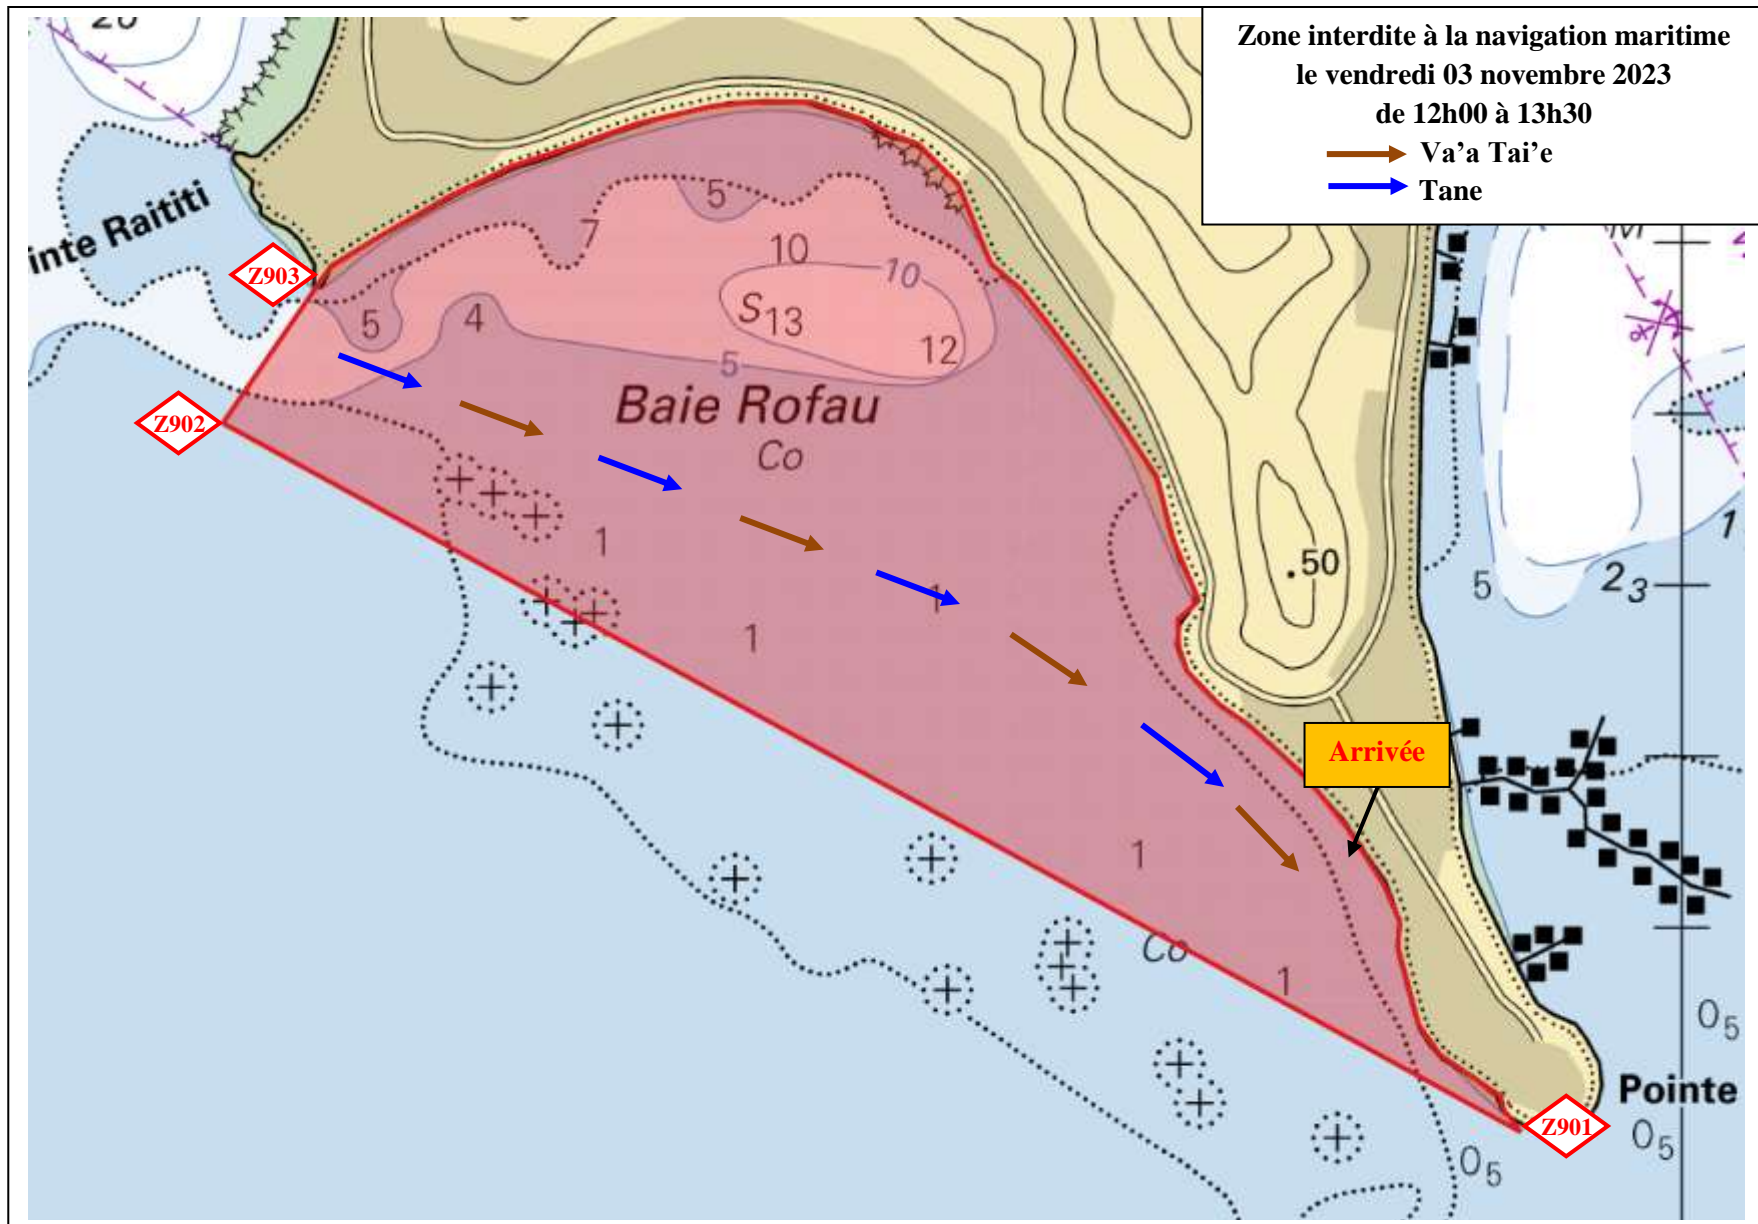 Zone interdite à la navigation maritime
le vendredi 03 novembre 2023
de 12h00 à 13h30
Va'a Tai'e
Tane
20
inte Raititi
Z903
Z902
5
7
10
10
S13
12
5
4
5
Baie Rofau
Co
1
1
1
.50
M
5
23
1
Arrivée
1
Co
1
05
Pointe
Z901
05
05